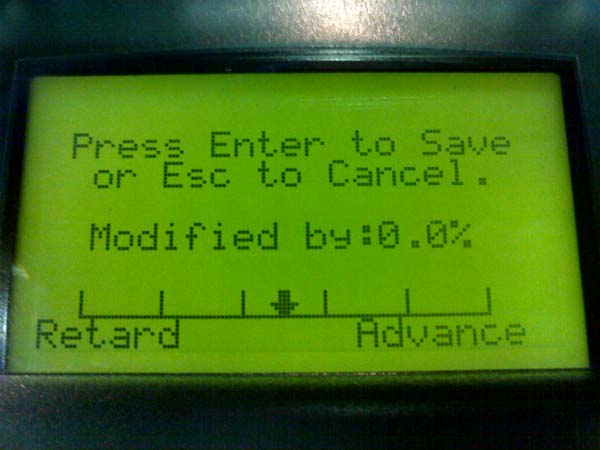 Press Enter to Save
or Esc to Cancel.
Modified by:0.0%
Retard Advance